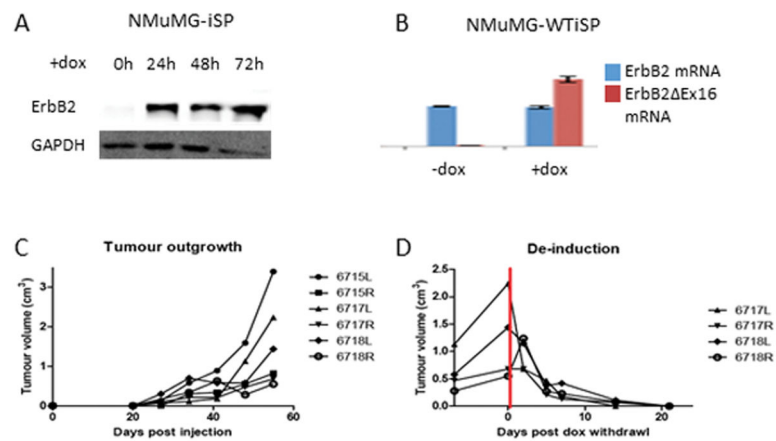 A
NMuMG-iSP
+dox 0h 24h 48h 72h
ErbB2
GAPDH
B
NMuMG-WTiSP
ErbB2 mRNA
ErbB2ΔEx16
mRNA
-dox +dox
C
Tumour outgrowth
Tumour volume (cm³)
3
2
1
0
0 20 40 60
Days post injection
6715L
6715R
6717L
6717R
6718L
6718R
D
De-induction
Tumour volume (cm³)
2.5
2.0
1.5
1.0
0.5
0.0
0 10 20
Days post dox withdrawl
6717L
6717R
6718L
6718R